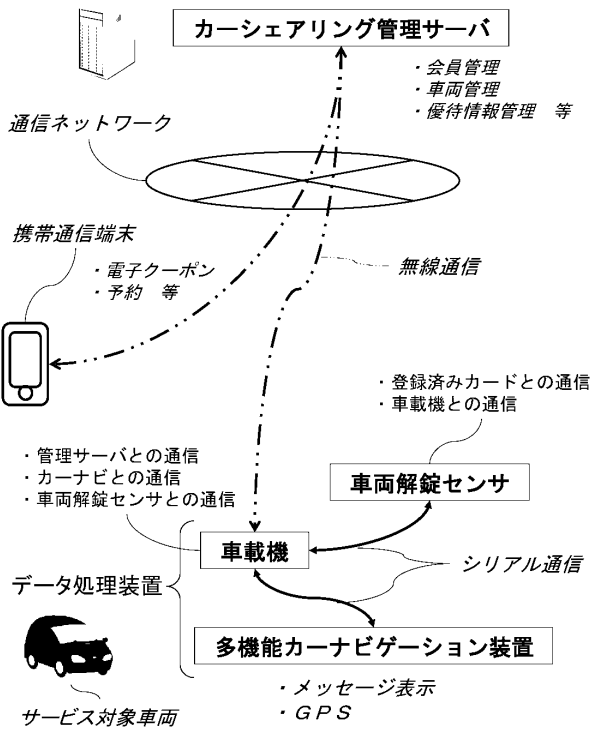 カーシェアリング管理サーバ
・会員管理
・車両管理
・優待情報管理　等
通信ネットワーク
携帯通信端末
・電子クーポン
・予約　等
無線通信
・登録済みカードとの通信
・車載機との通信
・管理サーバとの通信
・カーナビとの通信
・車両解錠センサとの通信
車両解錠センサ
車載機
シリアル通信
データ処理装置
多機能カーナビゲーション装置
・メッセージ表示
・ＧＰＳ
サービス対象車両